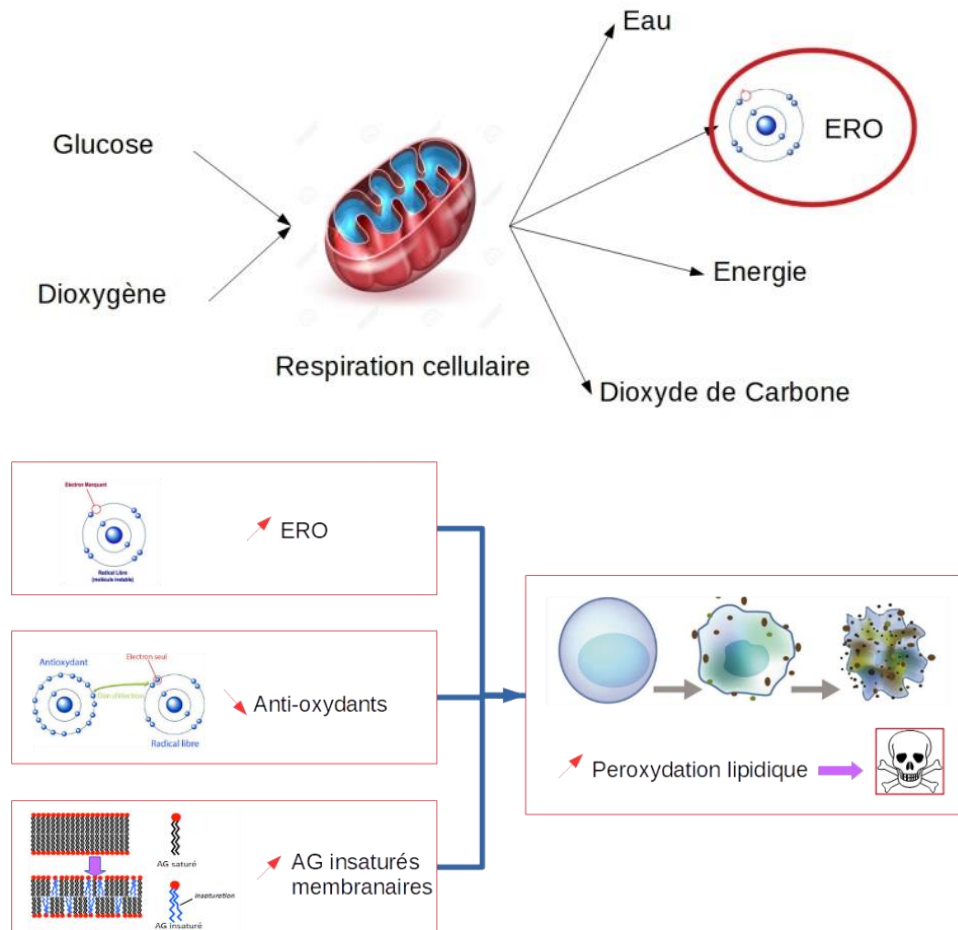 Eau
Glucose
ERO
Dioxygène
Energie
Respiration cellulaire
Dioxyde de Carbone
Electron Manquant
ERO
Radical Libre
(molécule instable)
Antioxydant
Electron seul
Radical libre
Anti-oxydants
AG saturé
insaturation
AG insaturé
AG insaturés
membranaires
Peroxydation lipidique